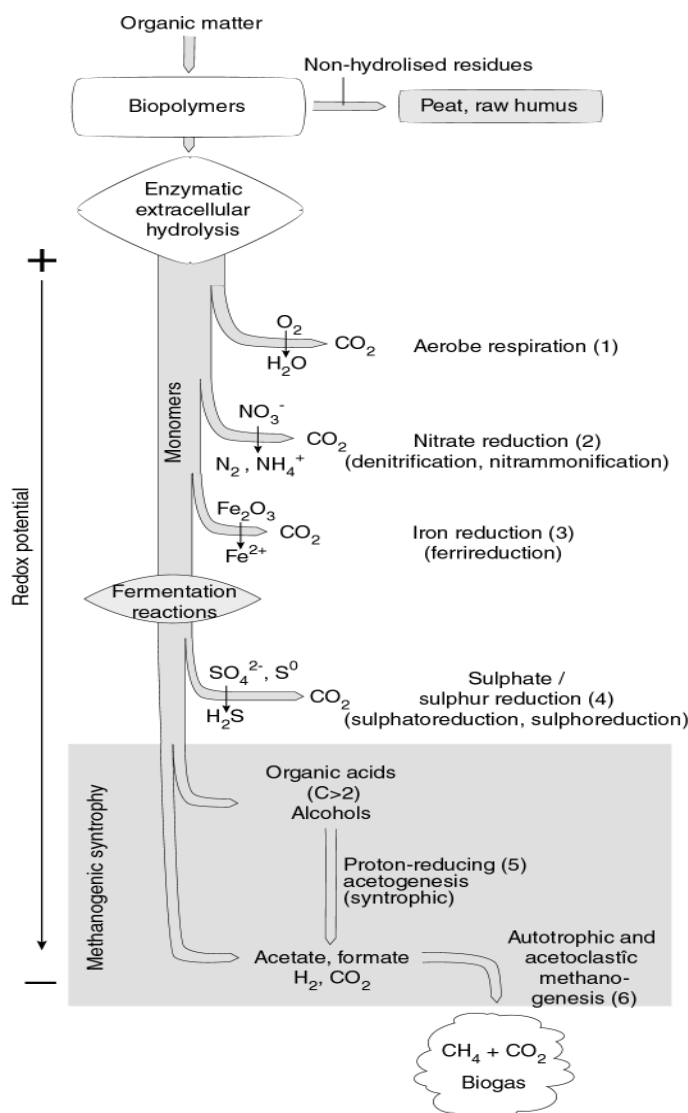 Organic matter
Non-hydrolised residues
Biopolymers
Peat, raw humus
Enzymatic
extracellular
hydrolysis
+
O₂
CO₂
H₂O
Aerobe respiration (1)
Monomers
NO₃⁻
CO₂
N₂ , NH₄⁺
Nitrate reduction (2)
(denitrification, nitrammonification)
Redox potential
Fe₂O₃
CO₂
Fe²⁺
Iron reduction (3)
(ferrireduction)
Fermentation
reactions
SO₄²⁻, S⁰
CO₂
H₂S
Sulphate /
sulphur reduction (4)
(sulphatoreduction, sulphoreduction)
Methanogenic syntrophy
Organic acids
(C>2)
Alcohols
Proton-reducing (5)
acetogenesis
(syntrophic)
Acetate, formate
H₂, CO₂
Autotrophic and
acetoclastîc
methano-
genesis (6)
—
CH₄ + CO₂
Biogas